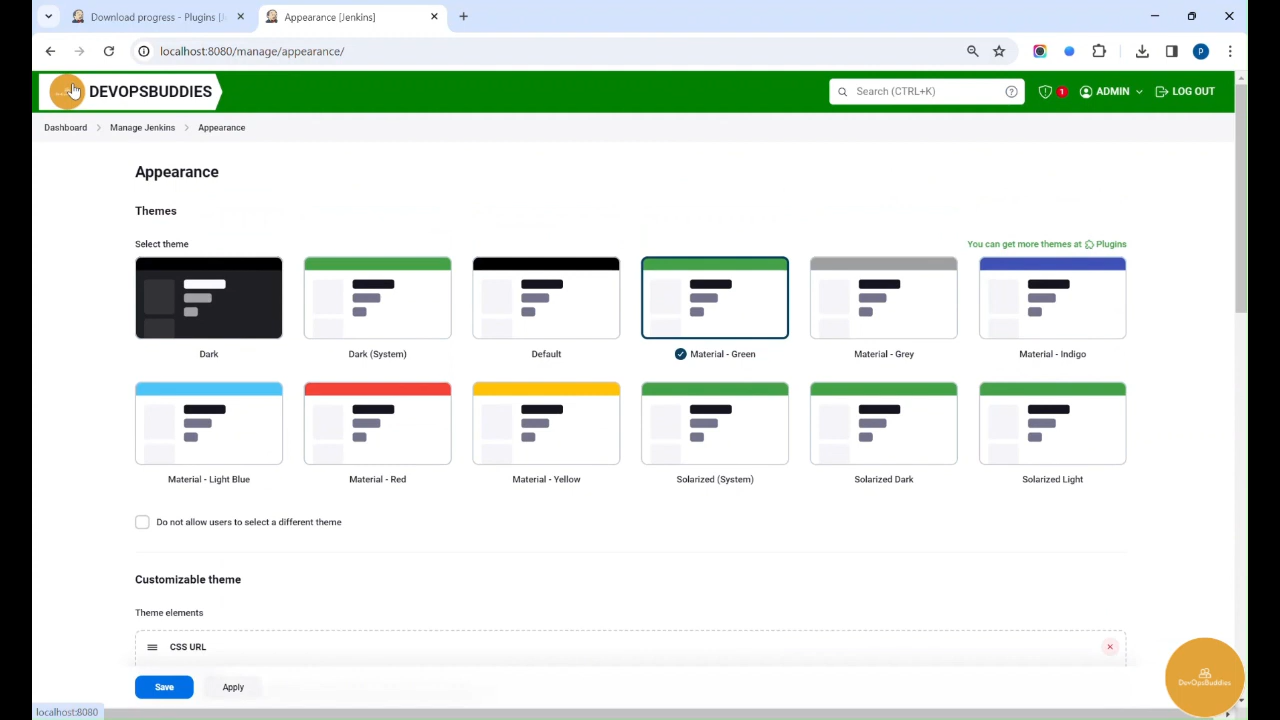 Download progress - Plugins [J
Appearance [Jenkins]
localhost:8080/manage/appearance/
P
DEVOPSBUDDIES
Search (CTRL+K)
1
ADMIN
LOG OUT
Dashboard
Manage Jenkins
Appearance
Appearance
Themes
Select theme
You can get more themes at Plugins
Dark
Dark (System)
Default
Material - Green
Material - Grey
Material - Indigo
Material - Light Blue
Material - Red
Material - Yellow
Solarized (System)
Solarized Dark
Solarized Light
Do not allow users to select a different theme
Customizable theme
Theme elements
CSS URL
Save
Apply
DevOpsBuddies
localhost:8080